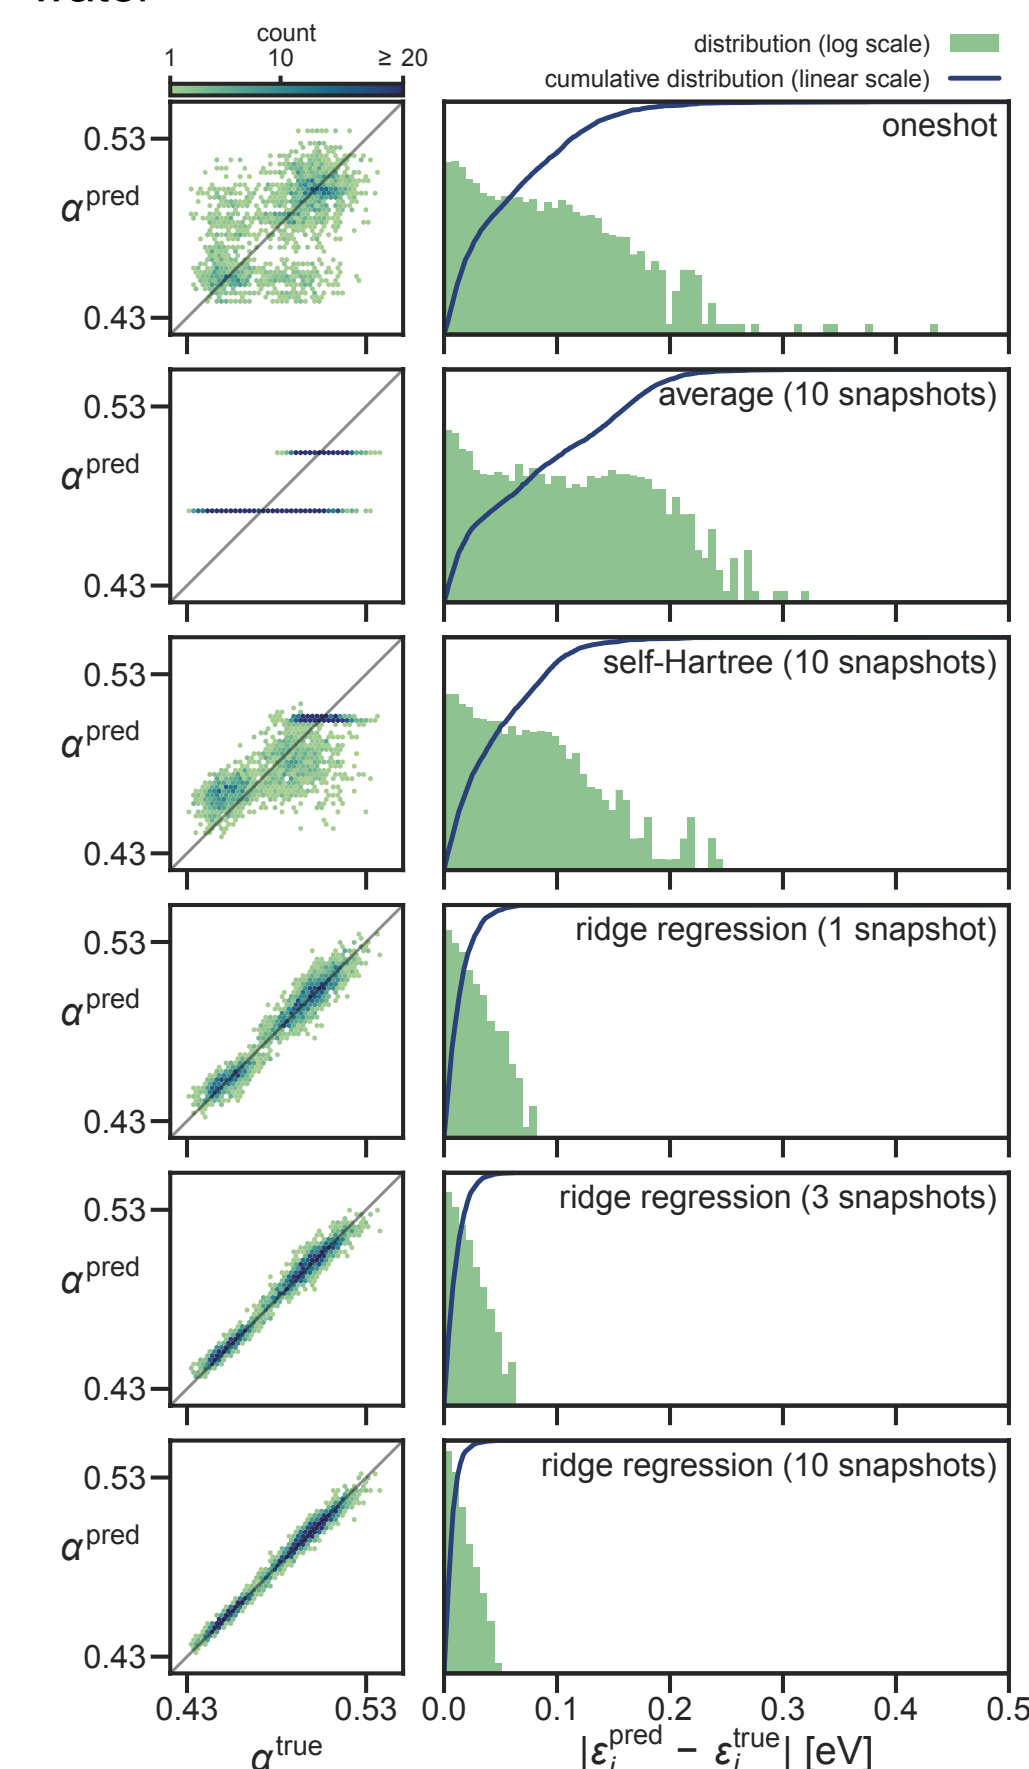 water
count
1 10 ≥ 20
distribution (log scale)
cumulative distribution (linear scale)
0.53
α^pred
0.43
oneshot
0.53
α^pred
0.43
average (10 snapshots)
0.53
α^pred
0.43
self-Hartree (10 snapshots)
0.53
α^pred
0.43
ridge regression (1 snapshot)
0.53
α^pred
0.43
ridge regression (3 snapshots)
0.53
α^pred
0.43
ridge regression (10 snapshots)
0.43 0.53 0.0 0.1 0.2 0.3 0.4 0.5
α^true
|ε_i^pred − ε_i^true| [eV]